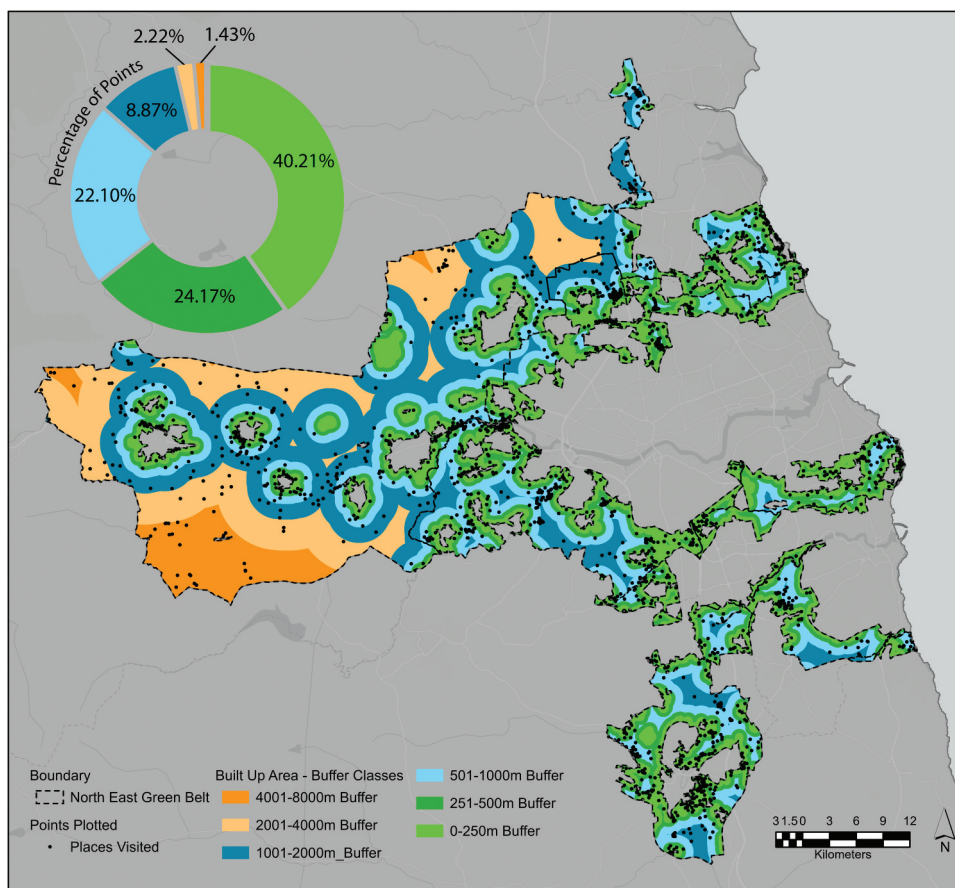 2.22%
1.43%
Percentage of Points
8.87%
40.21%
22.10%
24.17%
Boundary
North East Green Belt
Points Plotted
Places Visited
Built Up Area - Buffer Classes
4001-8000m Buffer
2001-4000m Buffer
1001-2000m_Buffer
501-1000m Buffer
251-500m Buffer
0-250m Buffer
3 1.5 0 3 6 9 12
Kilometers
N